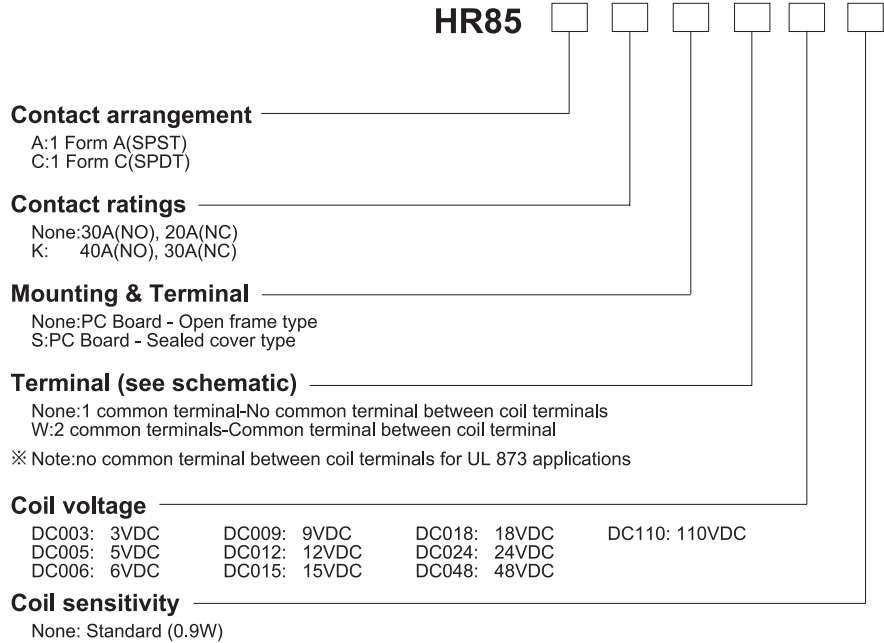 HR85
Contact arrangement
A:1 Form A(SPST)
C:1 Form C(SPDT)
Contact ratings
None:30A(NO), 20A(NC)
K: 40A(NO), 30A(NC)
Mounting & Terminal
None:PC Board - Open frame type
S:PC Board - Sealed cover type
Terminal (see schematic)
None:1 common terminal-No common terminal between coil terminals
W:2 common terminals-Common terminal between coil terminal
※ Note:no common terminal between coil terminals for UL 873 applications
Coil voltage
DC003: 3VDC DC009: 9VDC DC018: 18VDC DC110: 110VDC
DC005: 5VDC DC012: 12VDC DC024: 24VDC
DC006: 6VDC DC015: 15VDC DC048: 48VDC
Coil sensitivity
None: Standard (0.9W)